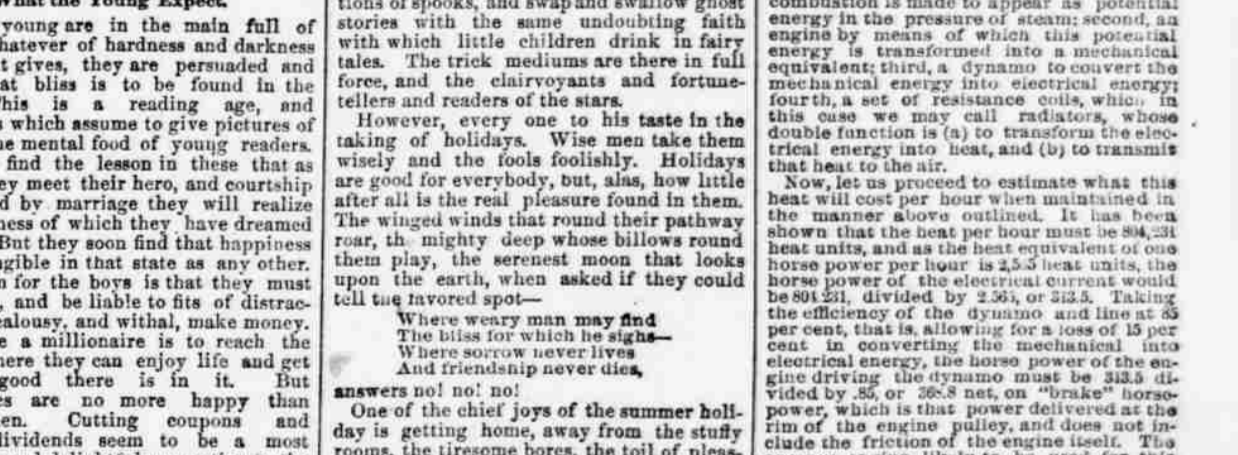 What the Young Expect.
young are in the main full of
hatever of hardness and darkness
t gives, they are persuaded and
at bliss is to be found in the
his is a reading age, and
which assume to give pictures of
e mental food of young readers.
find the lesson in these that as
ey meet their hero, and courtship
d by marriage they will realize
ness of which they have dreamed
But they soon find that happiness
gible in that state as any other.
n for the boys is that they must
, and be liable to fits of distrac-
ealousy, and withal, make money.
e a millionaire is to reach the
here they can enjoy life and get
good there is in it. But
es are no more happy than
en. Cutting coupons and
dividends seem to be a most
tions of spooks, and swap and swallow ghost
stories with the same undoubting faith
with which little children drink in fairy
tales. The trick mediums are there in full
force, and the clairvoyants and fortune-
tellers and readers of the stars.
However, every one to his taste in the
taking of holidays. Wise men take them
wisely and the fools foolishly. Holidays
are good for everybody, but, alas, how little
after all is the real pleasure found in them.
The winged winds that round their pathway
roar, th mighty deep whose billows round
them play, the serenest moon that looks
upon the earth, when asked if they could
tell the favored spot—
Where weary man may find
The bliss for which he sighs—
Where sorrow never lives
And friendship never dies,
answers no! no! no!
One of the chief joys of the summer holi-
day is getting home, away from the stuffy
rooms, the tiresome bores, the toil of pleas-
combustion is made to appear as potential
energy in the pressure of steam; second, an
engine by means of which this potential
energy is transformed into a mechanical
equivalent; third, a dynamo to convert the
mechanical energy into electrical energy;
fourth, a set of resistance coils, which in
this case we may call radiators, whose
double function is (a) to transform the elec-
trical energy into heat, and (b) to transmit
that heat to the air.
Now, let us proceed to estimate what this
heat will cost per hour when maintained in
the manner above outlined. It has been
shown that the heat per hour must be 804,231
heat units, and as the heat equivalent of one
horse power per hour is heat units, the
horse power of the electrical current would
be 804 231, divided by 2.565, or 313.5. Taking
the efficiency of the dynamo and line at 85
per cent, that is, allowing for a loss of 15 per
cent in converting the mechanical into
electrical energy, the horse power of the en-
gine driving the dynamo must be 313.5 di-
vided by .85, or 368.8 net, on "brake" horse-
power, which is that power delivered at the
rim of the engine pulley, and does not in-
clude the friction of the engine itself. The